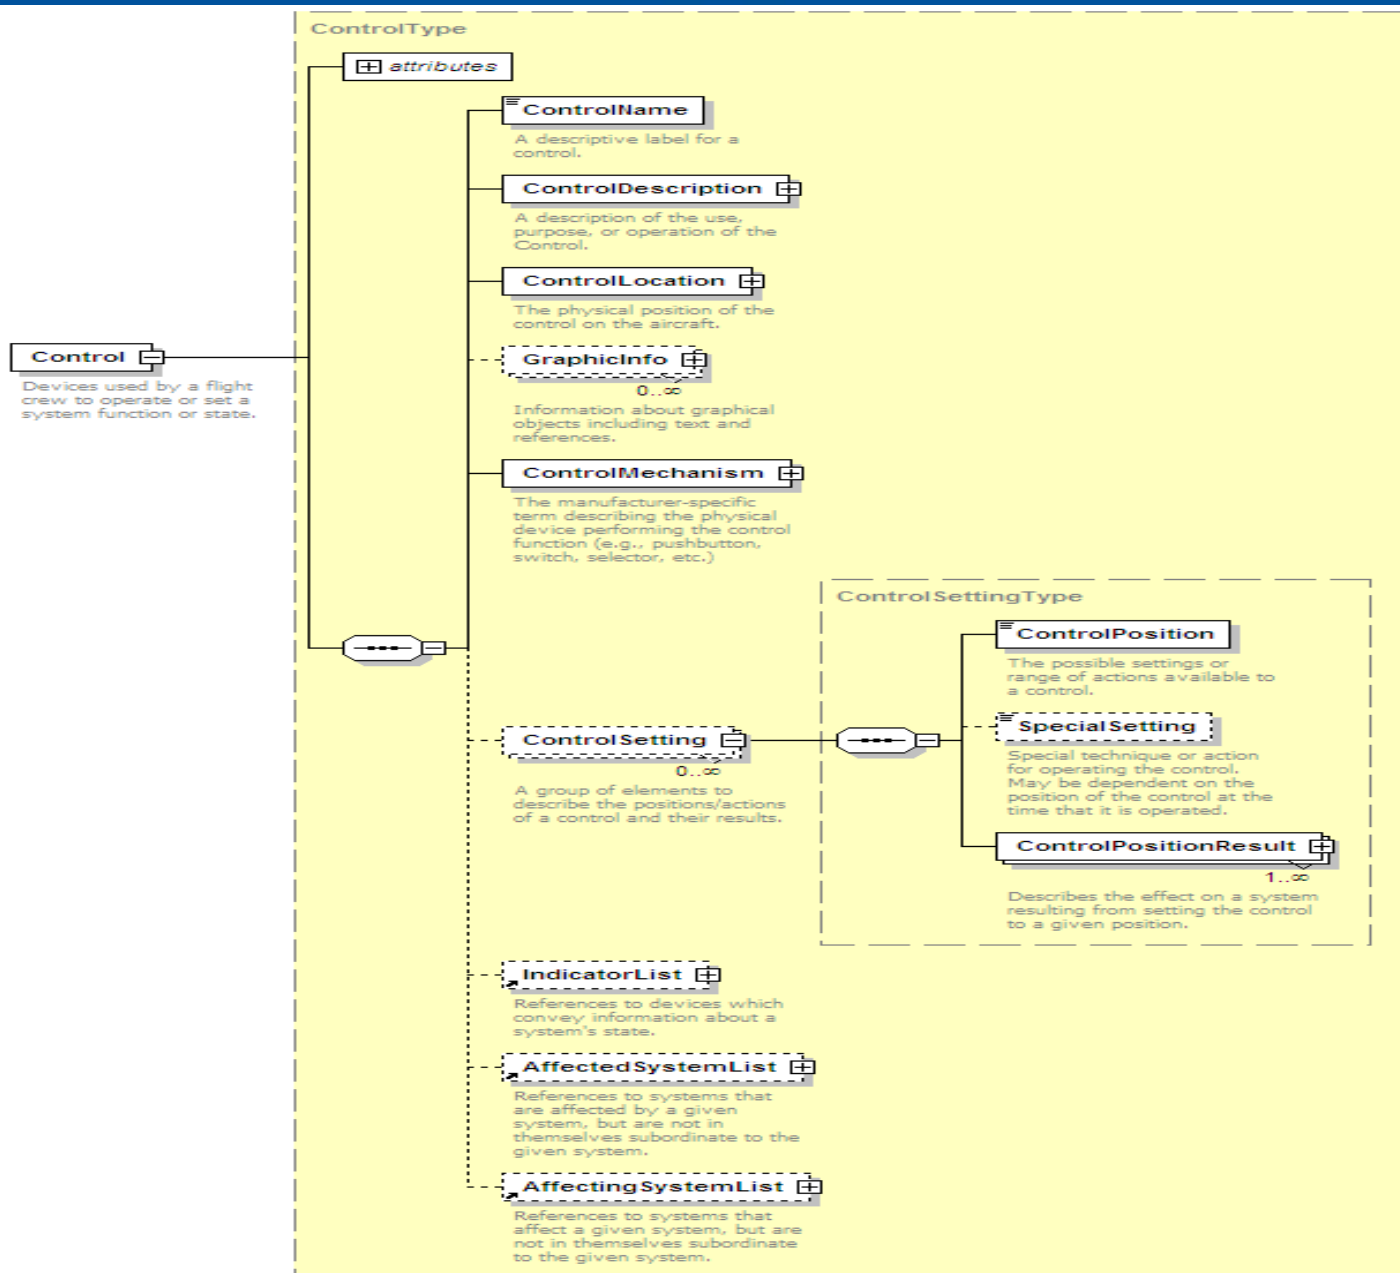 ControlType
attributes
ControlName
A descriptive label for a
control.
ControlDescription
A description of the use,
purpose, or operation of the
Control.
ControlLocation
The physical position of the
control on the aircraft.
Control
Devices used by a flight
crew to operate or set a
system function or state.
GraphicInfo
0..∞
Information about graphical
objects including text and
references.
ControlMechanism
The manufacturer-specific
term describing the physical
device performing the control
function (e.g., pushbutton,
switch, selector, etc.)
ControlSettingType
ControlPosition
The possible settings or
range of actions available to
a control.
SpecialSetting
Special technique or action
for operating the control.
May be dependent on the
position of the control at the
time that it is operated.
ControlPositionResult
1..∞
Describes the effect on a system
resulting from setting the control
to a given position.
ControlSetting
0..∞
A group of elements to
describe the positions/actions
of a control and their results.
IndicatorList
References to devices which
convey information about a
system's state.
AffectedSystemList
References to systems that
are affected by a given
system, but are not in
themselves subordinate to the
given system.
AffectingSystemList
References to systems that
affect a given system, but are
not in themselves subordinate
to the given system.